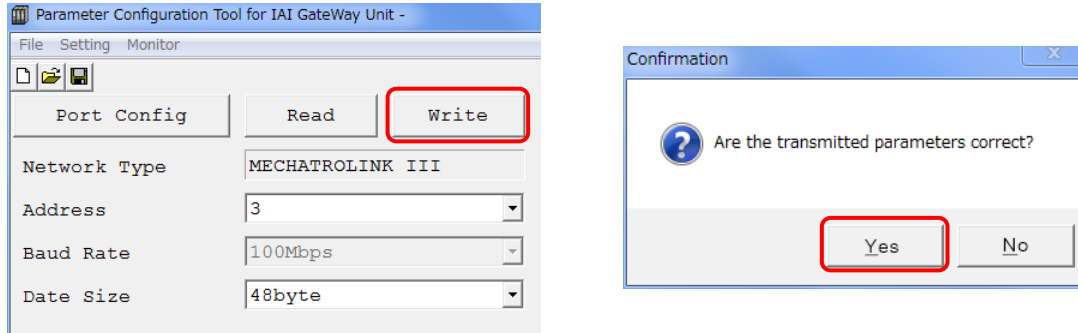 Parameter Configuration Tool for IAI GateWay Unit -
File Setting Monitor
Port Config Read Write
Network Type MECHATROLINK III
Address 3
Baud Rate 100Mbps
Date Size 48byte
Confirmation
Are the transmitted parameters correct?
Yes No